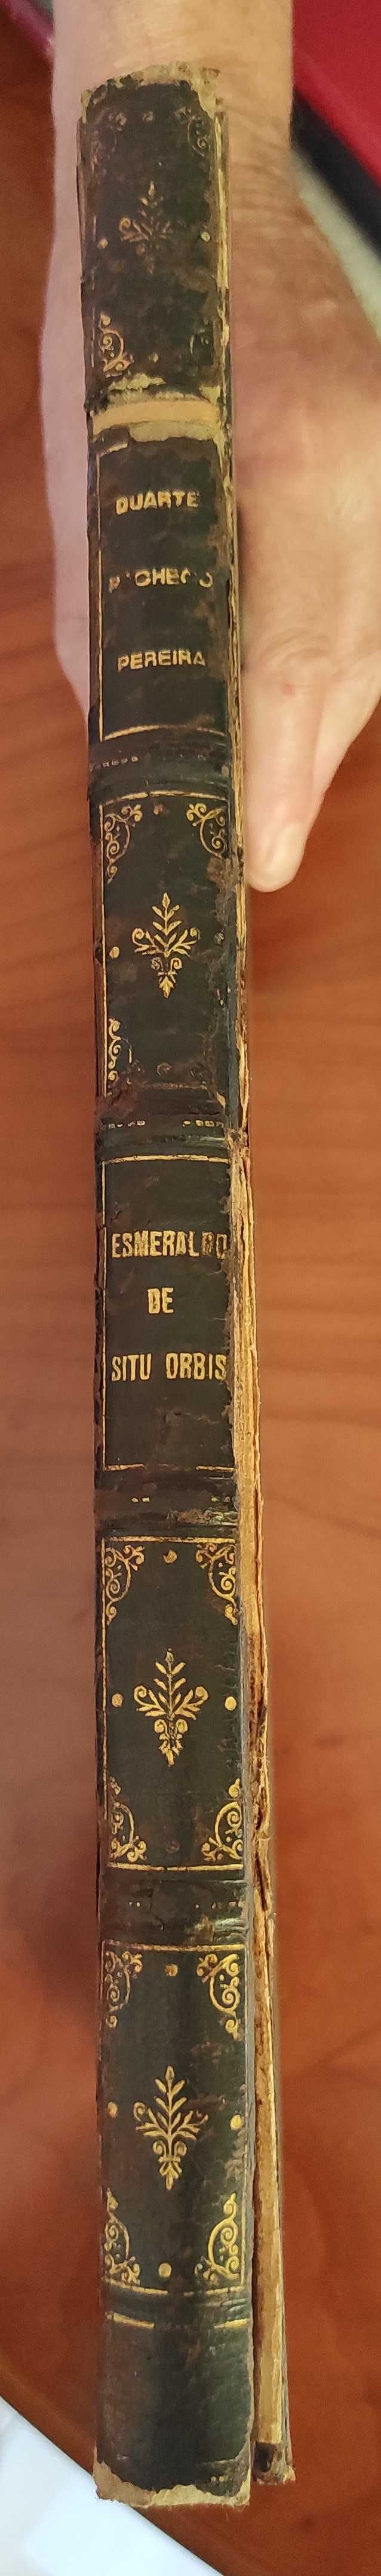 DUARTE
PACHECO
PEREIRA
ESMERALDO
DE
SITU ORBIS